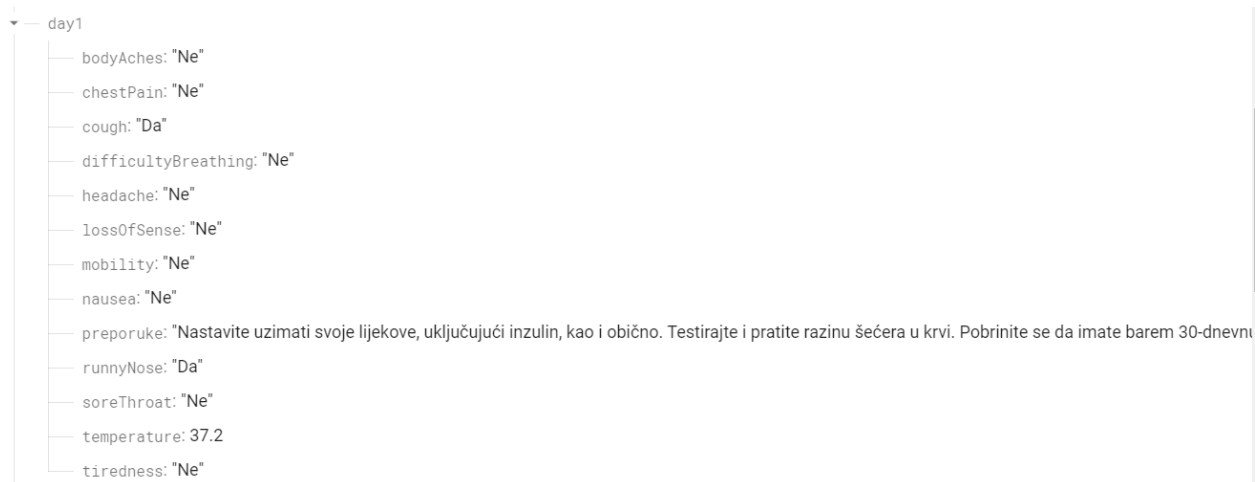 day1
bodyAches: "Ne"
chestPain: "Ne"
cough: "Da"
difficultyBreathing: "Ne"
headache: "Ne"
lossOfSense: "Ne"
mobility: "Ne"
nausea: "Ne"
preporuke: "Nastavite uzimati svoje lijekove, uključujući inzulin, kao i obično. Testirajte i pratite razinu šećera u krvi. Pobrinite se da imate barem 30-dnevnu
runnyNose: "Da"
soreThroat: "Ne"
temperature: 37.2
tiredness: "Ne"